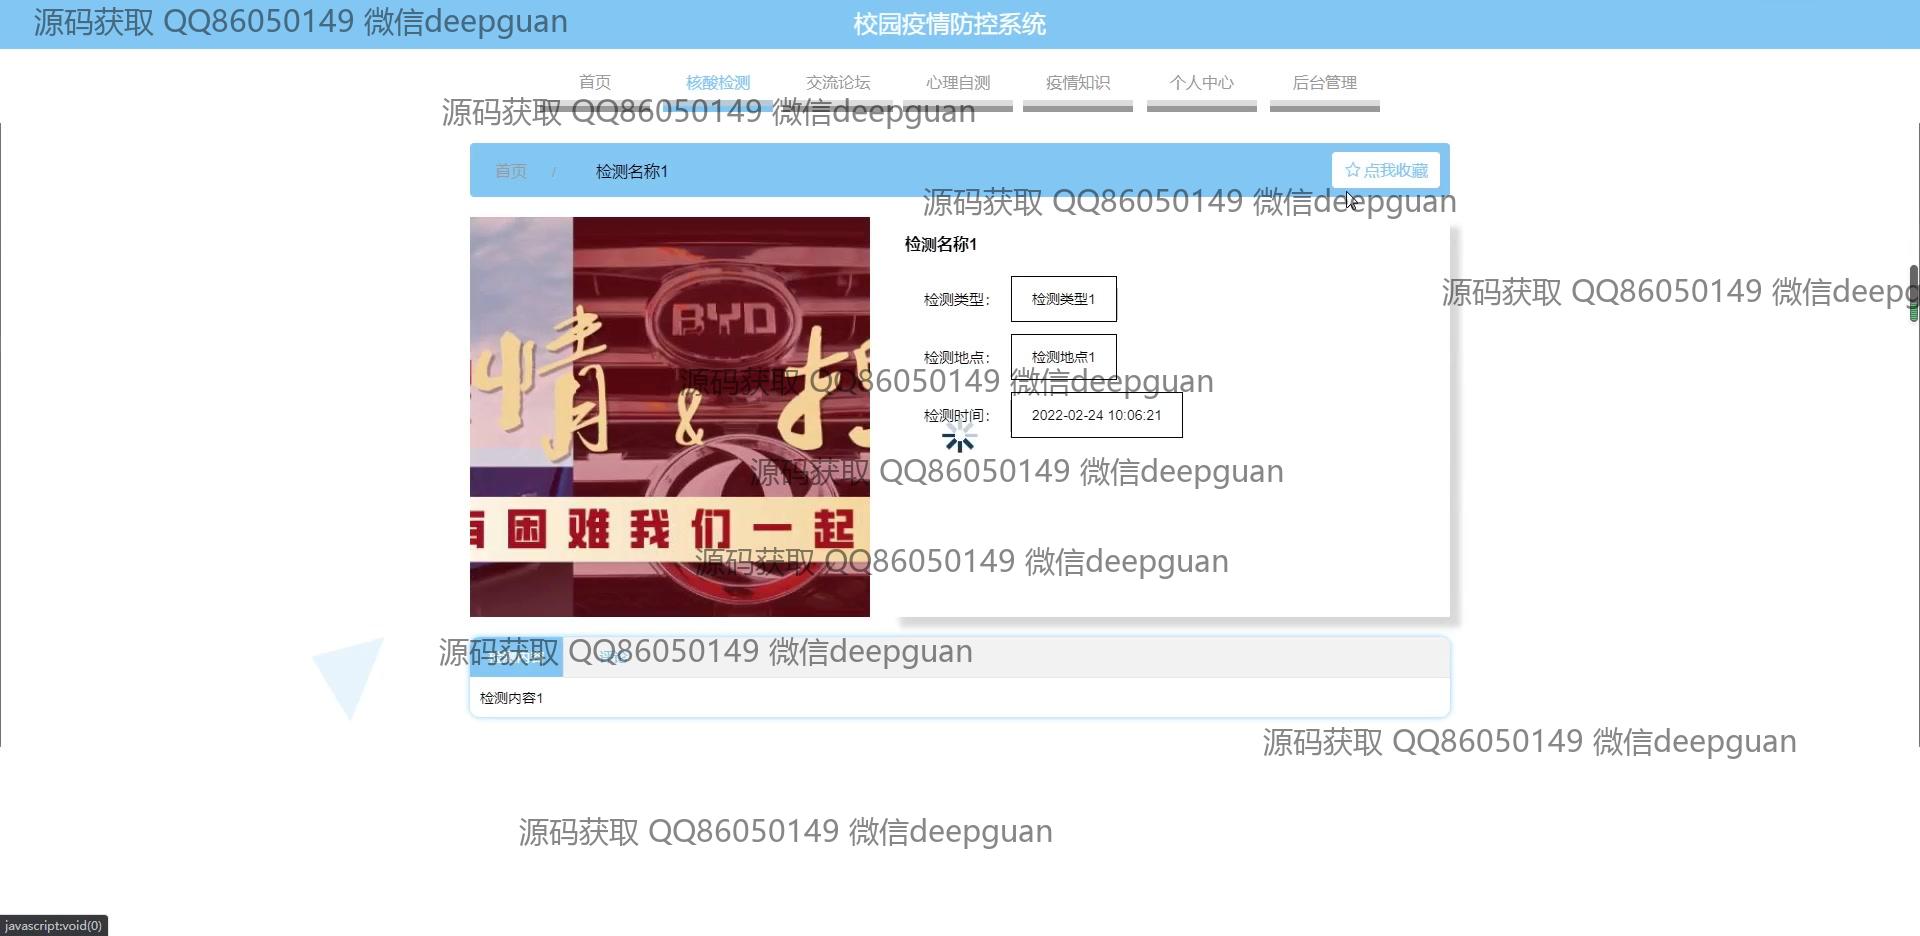 源码获取 QQ86050149 微信deepguan
校园疫情防控系统
首页
核酸检测
交流论坛
心理自测
疫情知识
个人中心
后台管理
源码获取 QQ86050149 微信deepguan
首页 / 检测名称1
点我收藏
源码获取 QQ86050149 微信deepguan
检测名称1
检测类型： 检测类型1
源码获取 QQ86050149 微信deepg
BYD
情 &
检测地点： 检测地点1
源码获取 QQ86050149 微信deepguan
检测时间： 2022-02-24 10:06:21
源码获取 QQ86050149 微信deepguan
有困难我们一起
源码获取 QQ86050149 微信deepguan
源码获取 QQ86050149 微信deepguan
检测内容1
源码获取 QQ86050149 微信deepguan
源码获取 QQ86050149 微信deepguan
javascript:void(0)